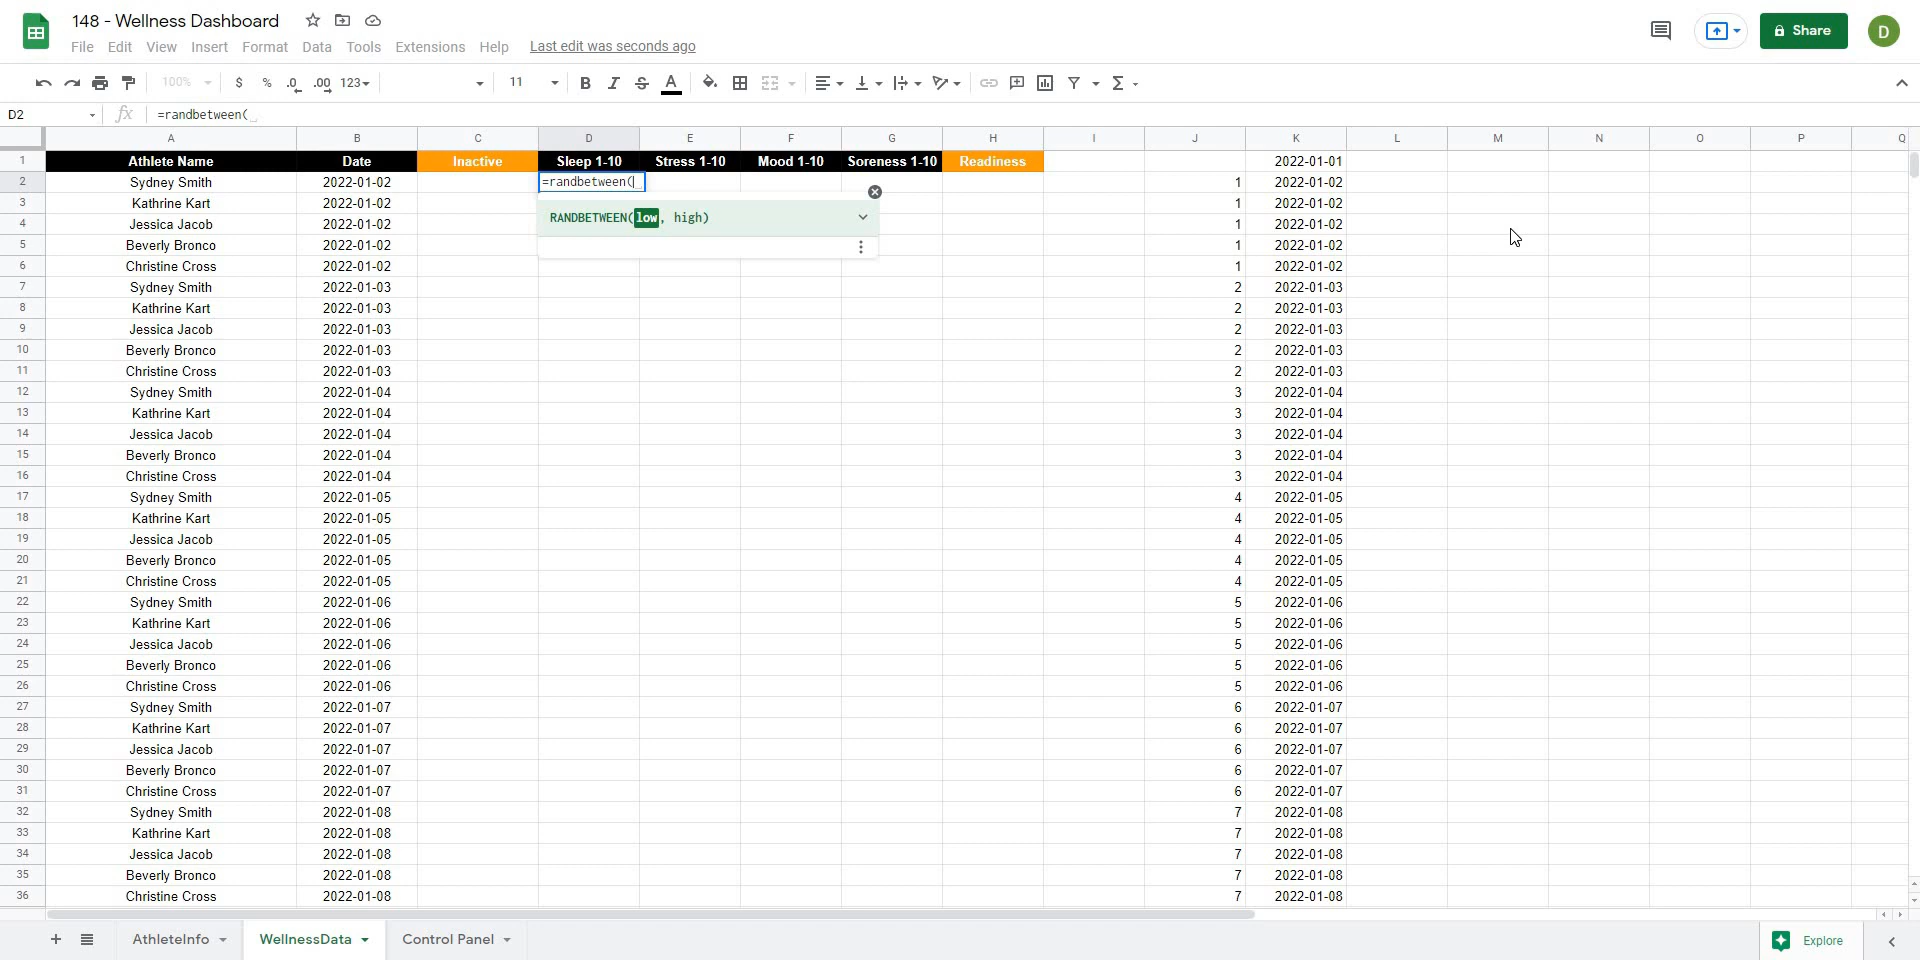 148 - Wellness Dashboard
File Edit View Insert Format Data Tools Extensions Help Last edit was seconds ago
Share
D
100% $ % .0 .00 123 11 B I S A Σ
D2 fx =randbetween(
A B C D E F G H I J K L M N O P Q
1 Athlete Name Date Inactive Sleep 1-10 Stress 1-10 Mood 1-10 Soreness 1-10 Readiness 2022-01-01
2 Sydney Smith 2022-01-02 =randbetween( 1 2022-01-02
3 Kathrine Kart 2022-01-02 1 2022-01-02
RANDBETWEEN(low, high)
4 Jessica Jacob 2022-01-02 1 2022-01-02
5 Beverly Bronco 2022-01-02 1 2022-01-02
6 Christine Cross 2022-01-02 1 2022-01-02
7 Sydney Smith 2022-01-03 2 2022-01-03
8 Kathrine Kart 2022-01-03 2 2022-01-03
9 Jessica Jacob 2022-01-03 2 2022-01-03
10 Beverly Bronco 2022-01-03 2 2022-01-03
11 Christine Cross 2022-01-03 2 2022-01-03
12 Sydney Smith 2022-01-04 3 2022-01-04
13 Kathrine Kart 2022-01-04 3 2022-01-04
14 Jessica Jacob 2022-01-04 3 2022-01-04
15 Beverly Bronco 2022-01-04 3 2022-01-04
16 Christine Cross 2022-01-04 3 2022-01-04
17 Sydney Smith 2022-01-05 4 2022-01-05
18 Kathrine Kart 2022-01-05 4 2022-01-05
19 Jessica Jacob 2022-01-05 4 2022-01-05
20 Beverly Bronco 2022-01-05 4 2022-01-05
21 Christine Cross 2022-01-05 4 2022-01-05
22 Sydney Smith 2022-01-06 5 2022-01-06
23 Kathrine Kart 2022-01-06 5 2022-01-06
24 Jessica Jacob 2022-01-06 5 2022-01-06
25 Beverly Bronco 2022-01-06 5 2022-01-06
26 Christine Cross 2022-01-06 5 2022-01-06
27 Sydney Smith 2022-01-07 6 2022-01-07
28 Kathrine Kart 2022-01-07 6 2022-01-07
29 Jessica Jacob 2022-01-07 6 2022-01-07
30 Beverly Bronco 2022-01-07 6 2022-01-07
31 Christine Cross 2022-01-07 6 2022-01-07
32 Sydney Smith 2022-01-08 7 2022-01-08
33 Kathrine Kart 2022-01-08 7 2022-01-08
34 Jessica Jacob 2022-01-08 7 2022-01-08
35 Beverly Bronco 2022-01-08 7 2022-01-08
36 Christine Cross 2022-01-08 7 2022-01-08
AthleteInfo WellnessData Control Panel Explore